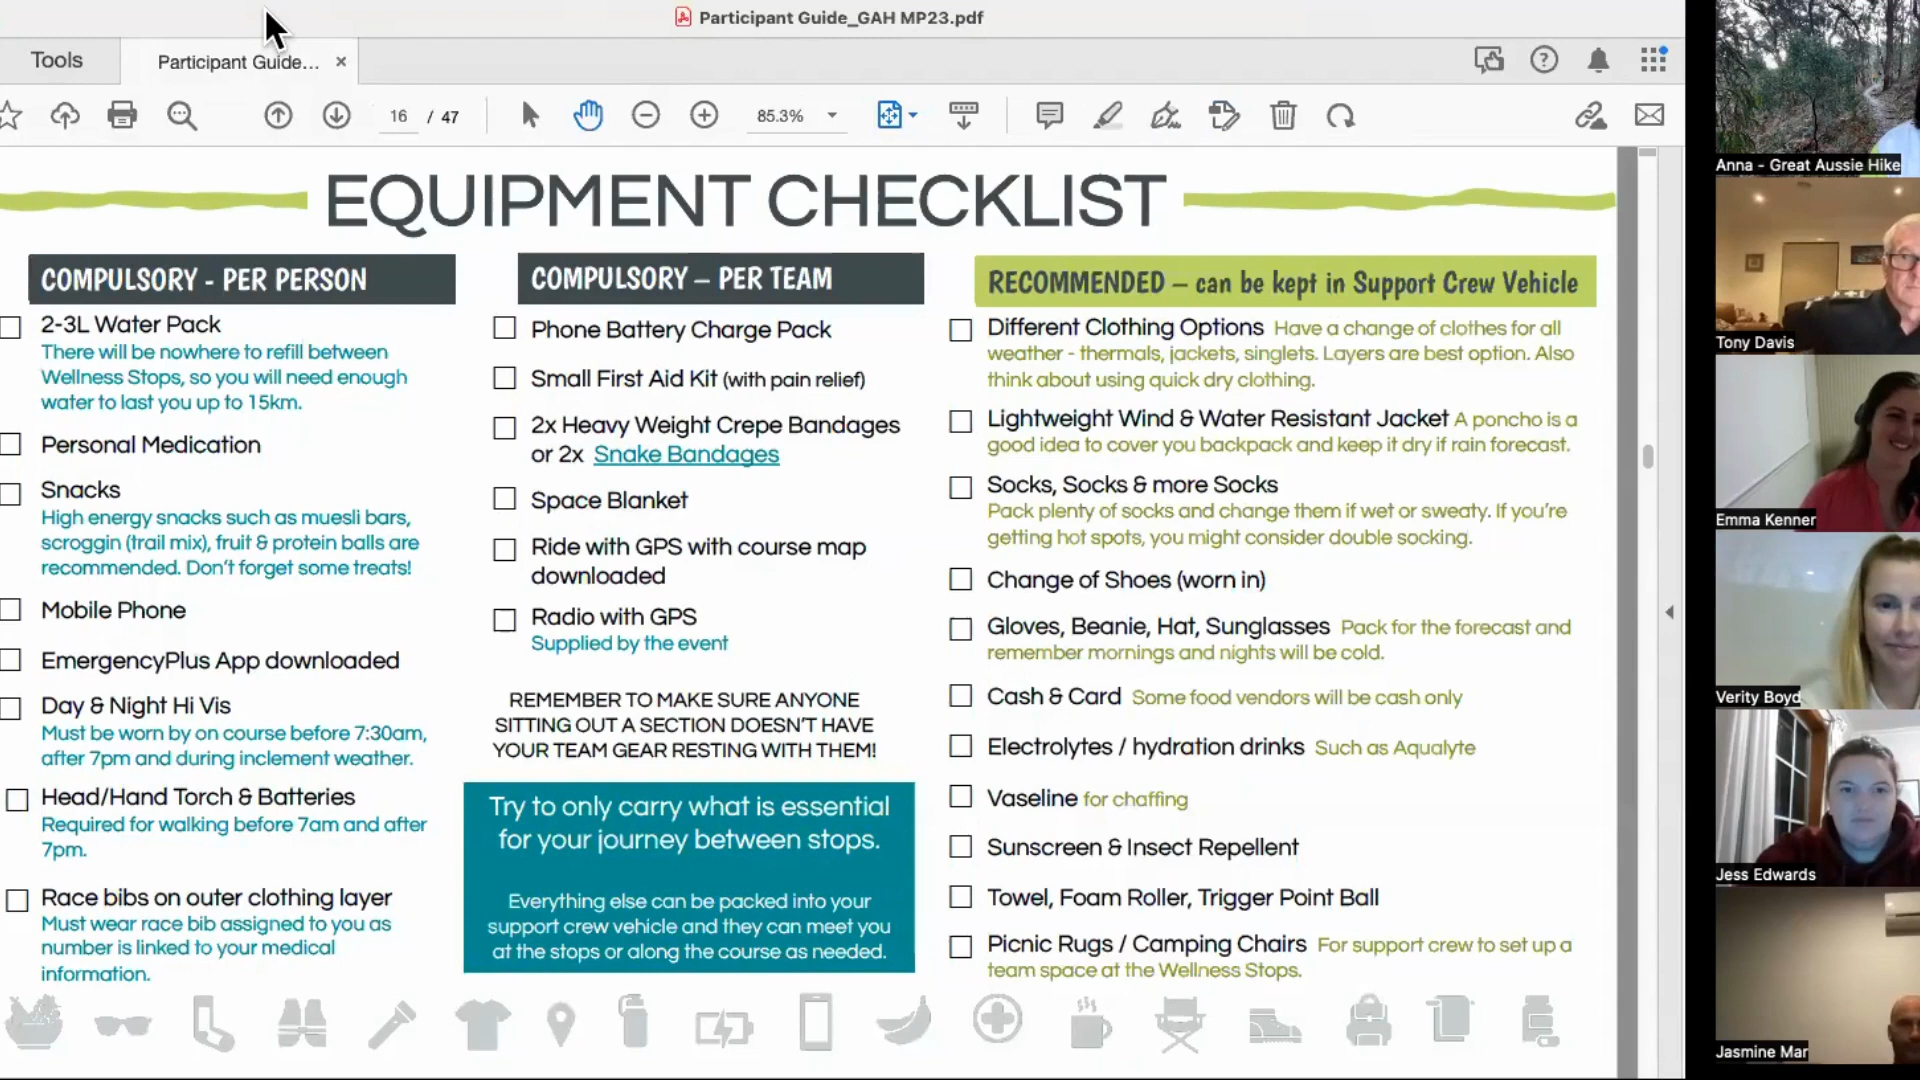 Participant Guide_GAH MP23.pdf
Tools
Participant Guide... ×
16 / 47
85.3%
EQUIPMENT CHECKLIST
COMPULSORY - PER PERSON
2-3L Water Pack
There will be nowhere to refill between
Wellness Stops, so you will need enough
water to last you up to 15km.
Personal Medication
Snacks
High energy snacks such as muesli bars,
scroggin (trail mix), fruit & protein balls are
recommended. Don't forget some treats!
Mobile Phone
EmergencyPlus App downloaded
Day & Night Hi Vis
Must be worn by on course before 7:30am,
after 7pm and during inclement weather.
Head/Hand Torch & Batteries
Required for walking before 7am and after
7pm.
Race bibs on outer clothing layer
Must wear race bib assigned to you as
number is linked to your medical
information.
COMPULSORY – PER TEAM
Phone Battery Charge Pack
Small First Aid Kit (with pain relief)
2x Heavy Weight Crepe Bandages
or 2x Snake Bandages
Space Blanket
Ride with GPS with course map
downloaded
Radio with GPS
Supplied by the event
REMEMBER TO MAKE SURE ANYONE
SITTING OUT A SECTION DOESN'T HAVE
YOUR TEAM GEAR RESTING WITH THEM!
Try to only carry what is essential
for your journey between stops.
Everything else can be packed into your
support crew vehicle and they can meet you
at the stops or along the course as needed.
RECOMMENDED – can be kept in Support Crew Vehicle
Different Clothing Options Have a change of clothes for all
weather - thermals, jackets, singlets. Layers are best option. Also
think about using quick dry clothing.
Lightweight Wind & Water Resistant Jacket A poncho is a
good idea to cover you backpack and keep it dry if rain forecast.
Socks, Socks & more Socks
Pack plenty of socks and change them if wet or sweaty. If you're
getting hot spots, you might consider double socking.
Change of Shoes (worn in)
Gloves, Beanie, Hat, Sunglasses Pack for the forecast and
remember mornings and nights will be cold.
Cash & Card Some food vendors will be cash only
Electrolytes / hydration drinks Such as Aqualyte
Vaseline for chaffing
Sunscreen & Insect Repellent
Towel, Foam Roller, Trigger Point Ball
Picnic Rugs / Camping Chairs For support crew to set up a
team space at the Wellness Stops.
Anna - Great Aussie Hike
Tony Davis
Emma Kenner
Verity Boyd
Jess Edwards
Jasmine Mar